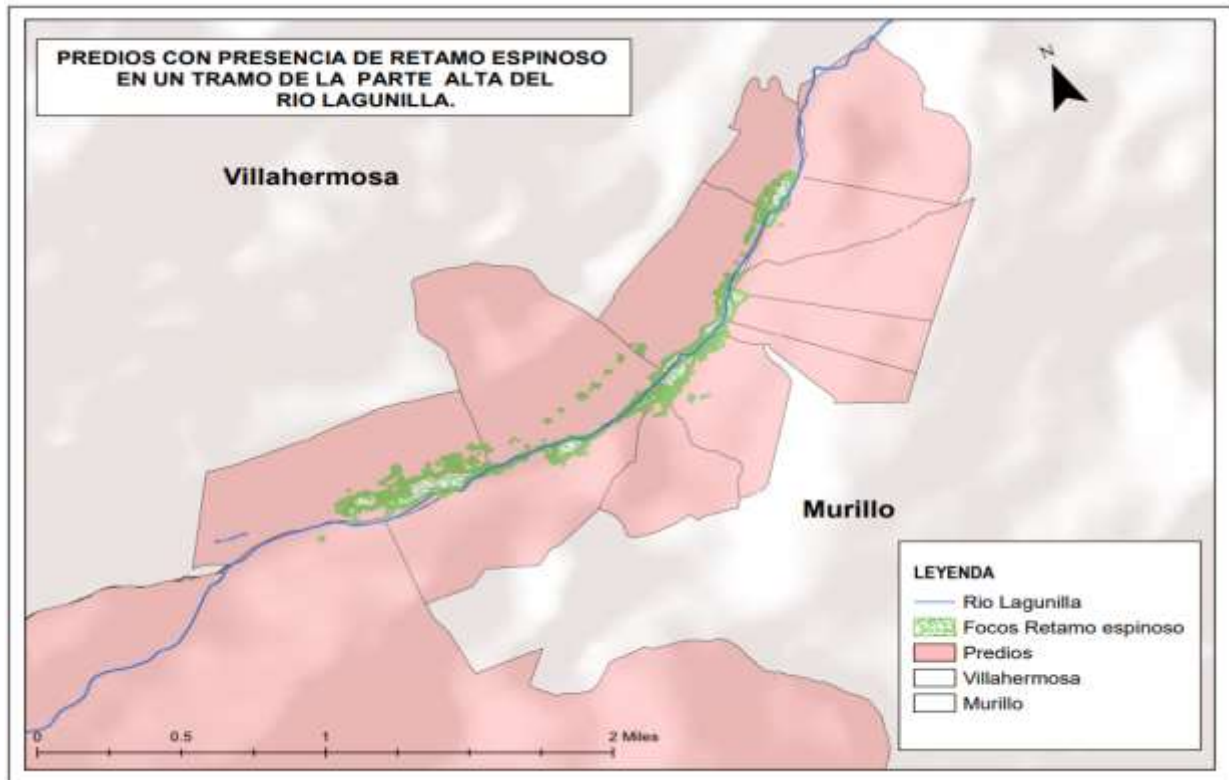 PREDIOS CON PRESENCIA DE RETAMO ESPINOSO
EN UN TRAMO DE LA PARTE ALTA DEL
RIO LAGUNILLA.
N
Villahermosa
Murillo
LEYENDA
Rio Lagunilla
Focos Retamo espinoso
Predios
Villahermosa
Murillo
0 0.5 1 2 Miles